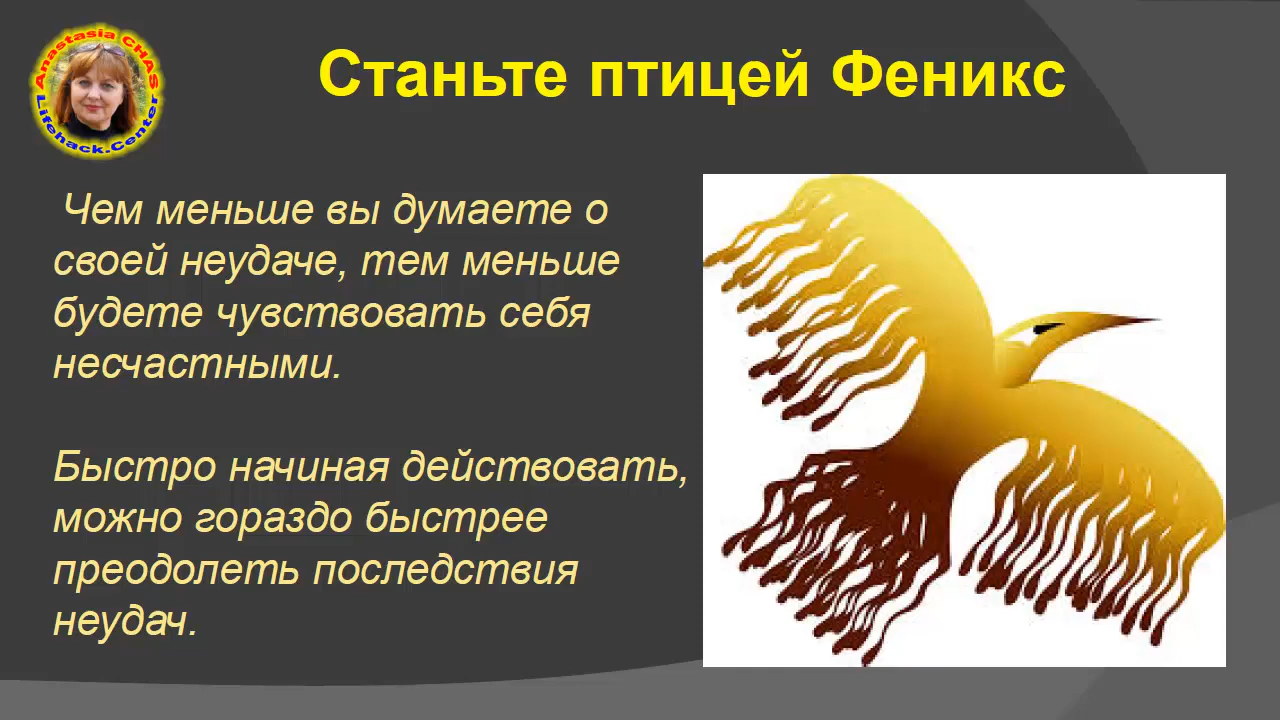 Anastasia CHAS
Lifehack.Center
Станьте птицей Феникс
Чем меньше вы думаете о
своей неудаче, тем меньше
будете чувствовать себя
несчастными.
Быстро начиная действовать,
можно гораздо быстрее
преодолеть последствия
неудач.